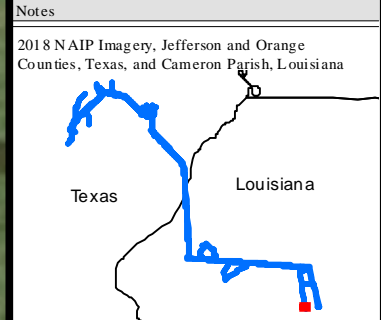 Notes
2018 NAIP Imagery, Jefferson and Orange
Counties, Texas, and Cameron Parish, Louisiana
Texas
Louisiana